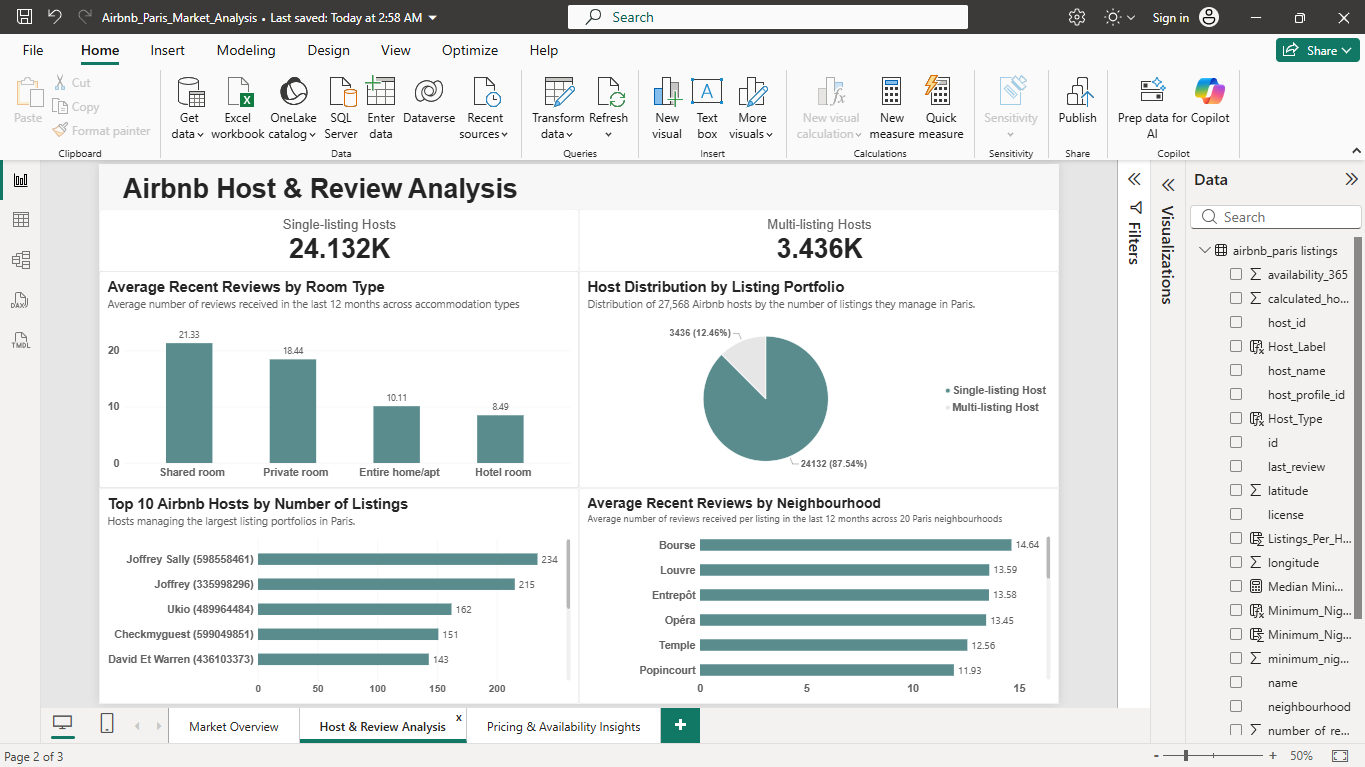 Airbnb_Paris_Market_Analysis • Last saved: Today at 2:58 AM
Search
Sign in
File
Home
Insert
Modeling
Design
View
Optimize
Help
Share
Paste
Cut
Copy
Format painter
Clipboard
Get data
Excel workbook
OneLake catalog
SQL Server
Enter data
Dataverse
Recent sources
Data
Transform data
Refresh
Queries
New visual
Text box
More visuals
Insert
New visual calculation
New measure
Quick measure
Calculations
Sensitivity
Sensitivity
Publish
Share
Prep data for AI
Copilot
Copilot
DAX
TMDL
Airbnb Host & Review Analysis
Single-listing Hosts
24.132K
Multi-listing Hosts
3.436K
Average Recent Reviews by Room Type
Average number of reviews received in the last 12 months across accommodation types
20
10
0
21.33
18.44
10.11
8.49
Shared room
Private room
Entire home/apt
Hotel room
Host Distribution by Listing Portfolio
Distribution of 27,568 Airbnb hosts by the number of listings they manage in Paris.
3436 (12.46%)
24132 (87.54%)
Single-listing Host
Multi-listing Host
Top 10 Airbnb Hosts by Number of Listings
Hosts managing the largest listing portfolios in Paris.
Joffrey Sally (598558461) 234
Joffrey (335998296) 215
Ukio (489964484) 162
Checkmyguest (599049851) 151
David Et Warren (436103373) 143
0 50 100 150 200
Average Recent Reviews by Neighbourhood
Average number of reviews received per listing in the last 12 months across 20 Paris neighbourhoods
Bourse 14.64
Louvre 13.59
Entrepôt 13.58
Opéra 13.45
Temple 12.56
Popincourt 11.93
0 5 10 15
Filters
Visualizations
Data
Search
airbnb_paris listings
availability_365
calculated_ho...
host_id
Host_Label
host_name
host_profile_id
Host_Type
id
last_review
latitude
license
Listings_Per_H...
longitude
Median Mini...
Minimum_Nig...
Minimum_Nig...
minimum_nig...
name
neighbourhood
number_of_re...
Market Overview
Host & Review Analysis
x
Pricing & Availability Insights
+
Page 2 of 3
- + 50%